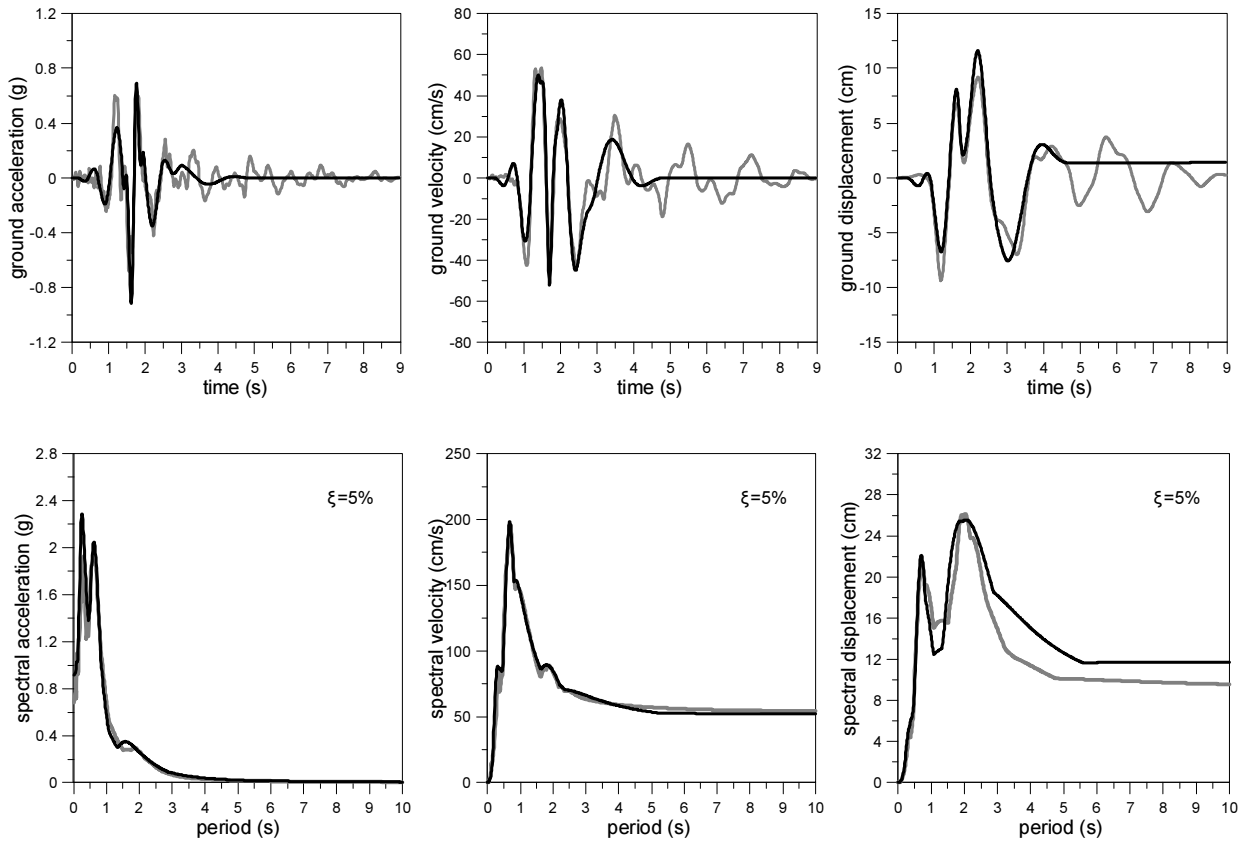 1.2
0.8
0.4
0
-0.4
-0.8
-1.2
ground acceleration (g)
0 1 2 3 4 5 6 7 8 9
time (s)
80
60
40
20
0
-20
-40
-60
-80
ground velocity (cm/s)
0 1 2 3 4 5 6 7 8 9
time (s)
15
10
5
0
-5
-10
-15
ground displacement (cm)
0 1 2 3 4 5 6 7 8 9
time (s)
2.8
2.4
2
1.6
1.2
0.8
0.4
0
spectral acceleration (g)
ξ=5%
0 1 2 3 4 5 6 7 8 9 10
period (s)
250
200
150
100
50
0
spectral velocity (cm/s)
ξ=5%
0 1 2 3 4 5 6 7 8 9 10
period (s)
32
28
24
20
16
12
8
4
0
spectral displacement (cm)
ξ=5%
0 1 2 3 4 5 6 7 8 9 10
period (s)